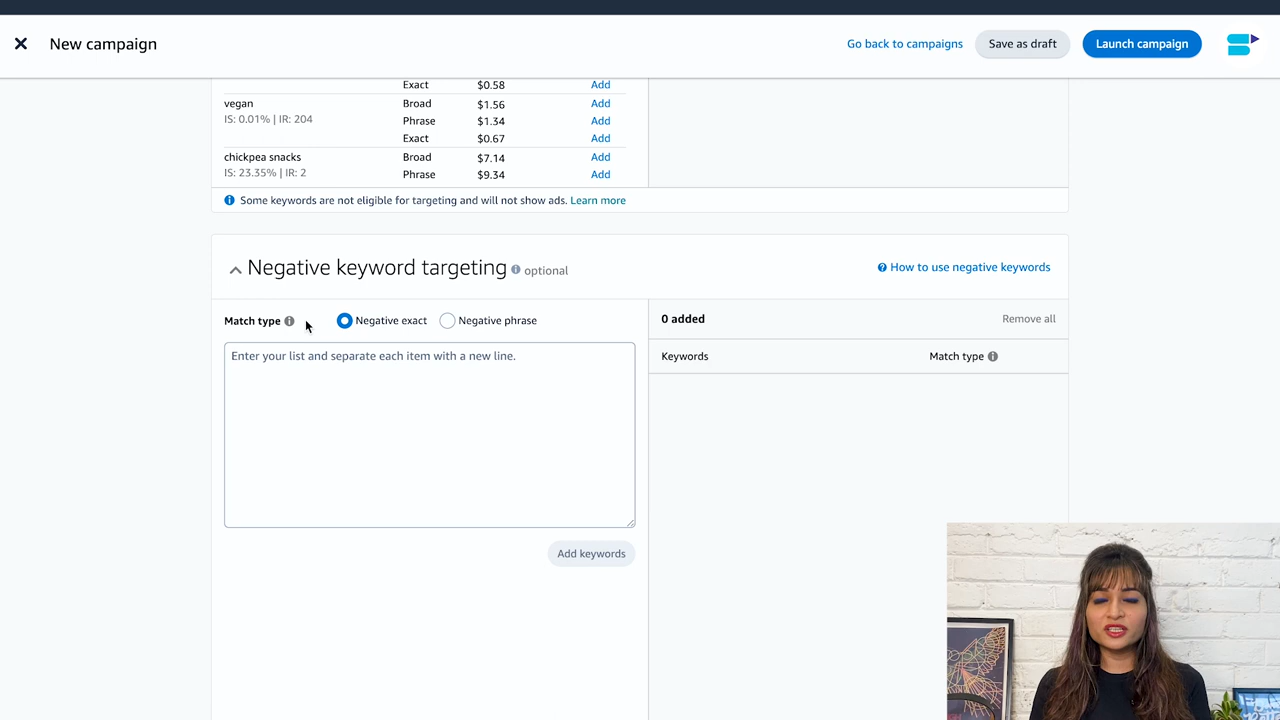 New campaign
Go back to campaigns
Save as draft
Launch campaign
Exact $0.58 Add
vegan Broad $1.56 Add
IS: 0.01% | IR: 204 Phrase $1.34 Add
Exact $0.67 Add
chickpea snacks Broad $7.14 Add
IS: 23.35% | IR: 2 Phrase $9.34 Add
Some keywords are not eligible for targeting and will not show ads. Learn more
Negative keyword targeting optional
How to use negative keywords
Match type Negative exact Negative phrase
Enter your list and separate each item with a new line.
Add keywords
0 added Remove all
Keywords Match type